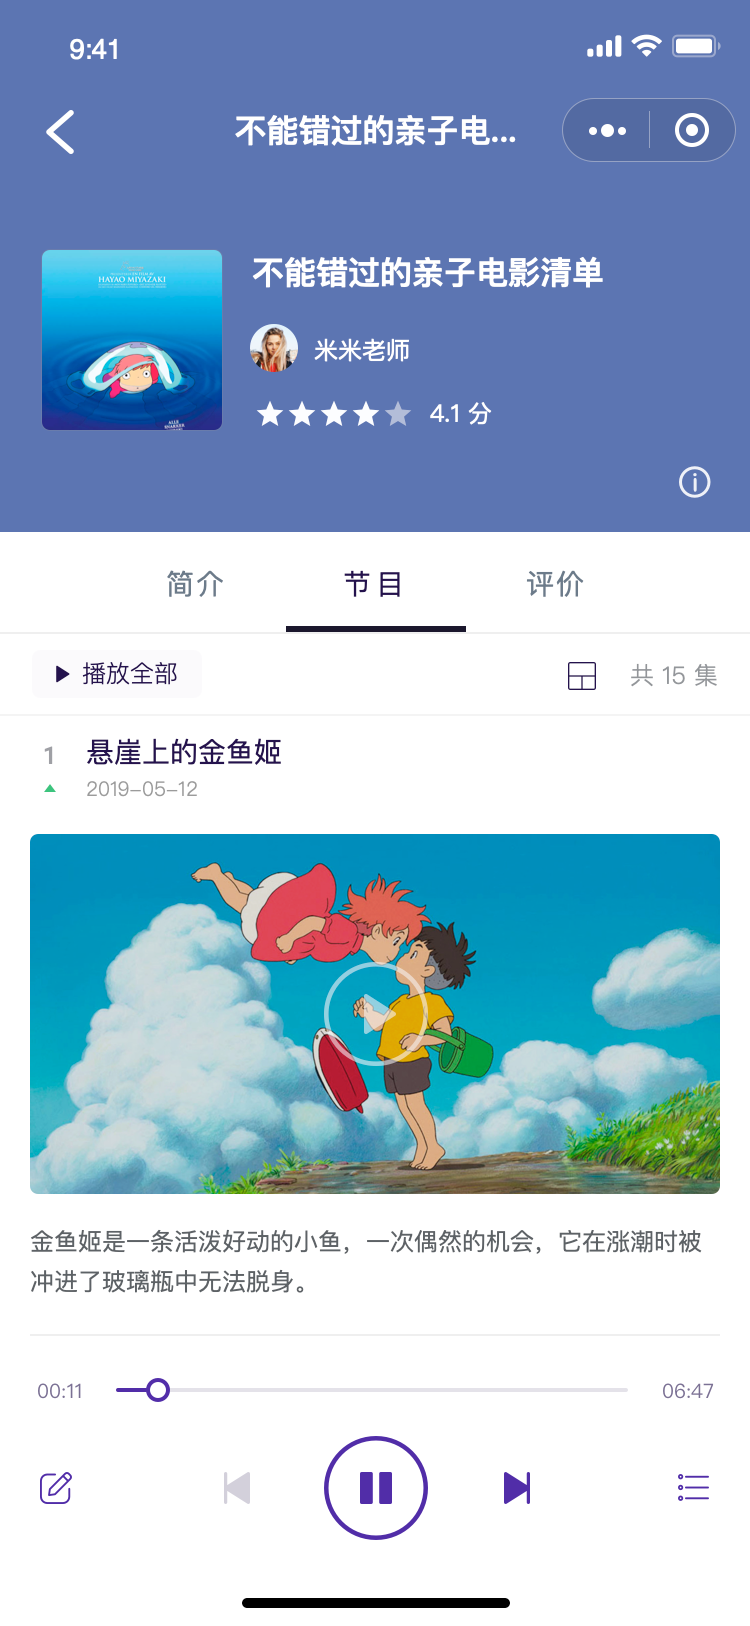 9:41
不能错过的亲子电...
HAYAO MIYAZAKI
不能错过的亲子电影清单
米米老师
4.1 分
简介
节目
评价
播放全部
共 15 集
1
悬崖上的金鱼姬
2019-05-12
金鱼姬是一条活泼好动的小鱼，一次偶然的机会，它在涨潮时被
冲进了玻璃瓶中无法脱身。
00:11
06:47